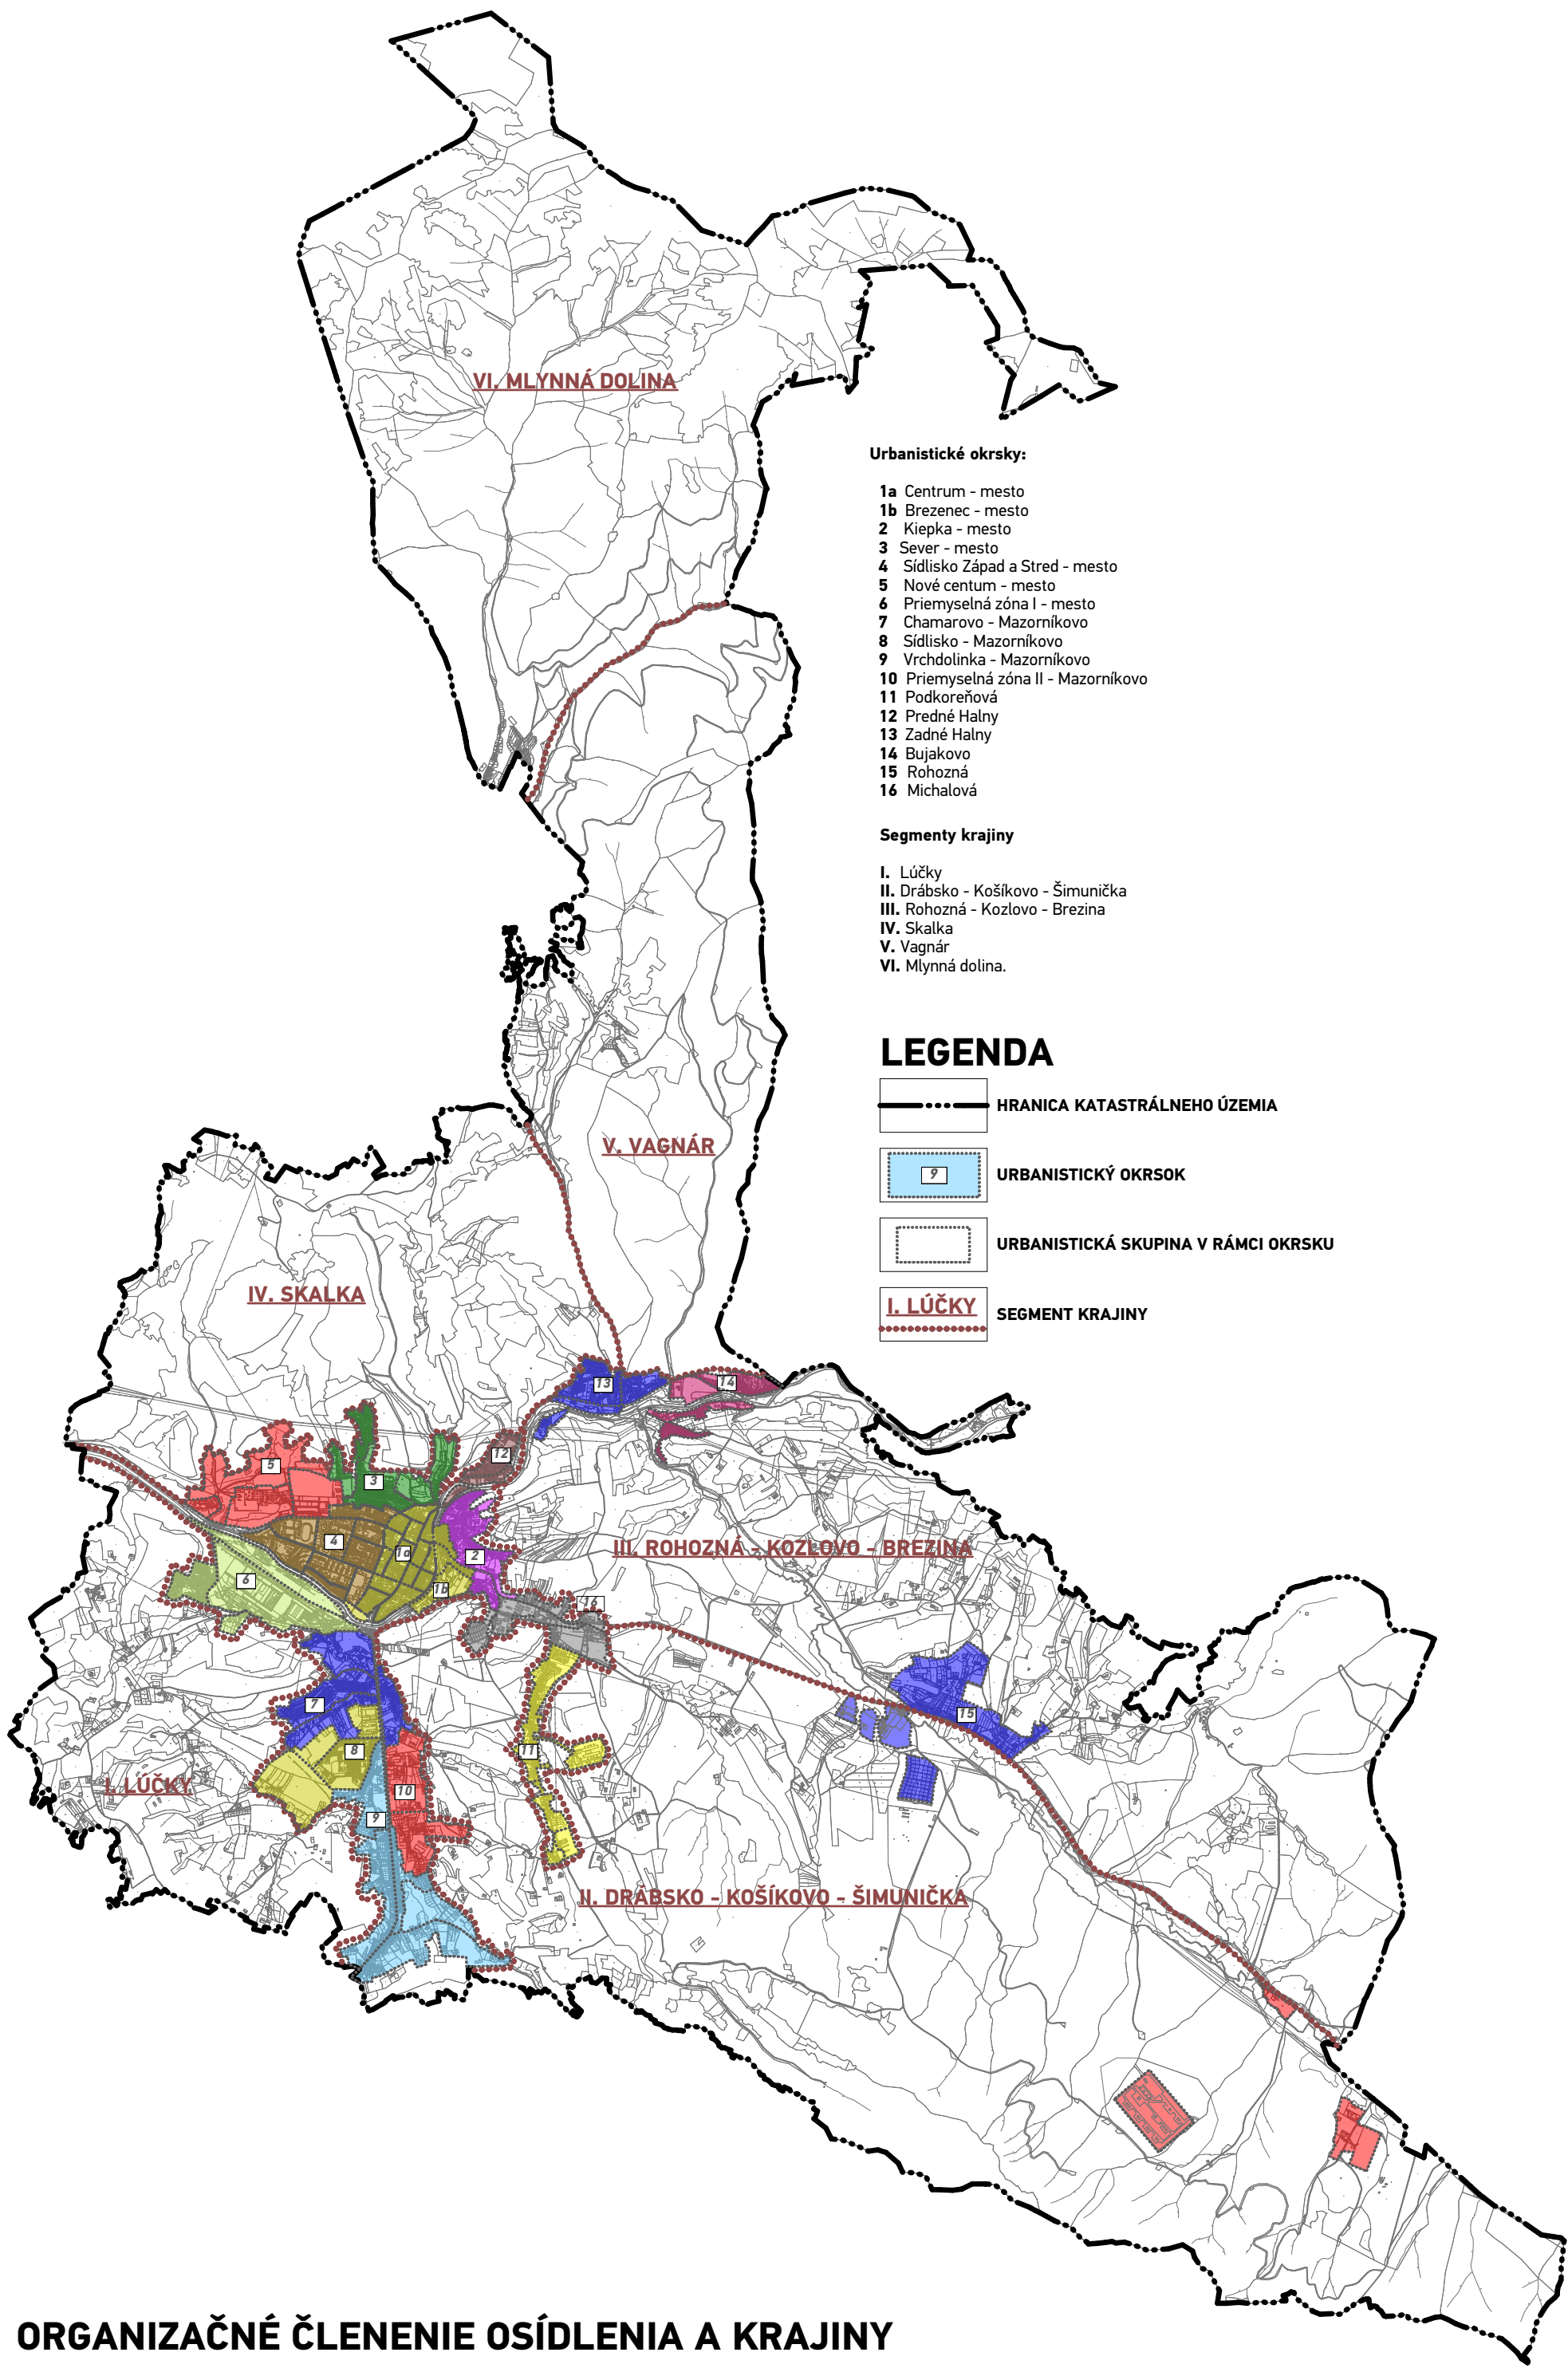 VI. MLYNNÁ DOLINA
Urbanistické okrsky:
1a Centrum - mesto
1b Brezenec - mesto
2 Kiepka - mesto
3 Sever - mesto
4 Sídlisko Západ a Stred - mesto
5 Nové centum - mesto
6 Priemyselná zóna I - mesto
7 Chamarovo - Mazorníkovo
8 Sídlisko - Mazorníkovo
9 Vrchdolinka - Mazorníkovo
10 Priemyselná zóna II - Mazorníkovo
11 Podkoreňová
12 Predné Halny
13 Zadné Halny
14 Bujakovo
15 Rohozná
16 Michalová
Segmenty krajiny
I. Lúčky
II. Drábsko - Košíkovo - Šimunička
III. Rohozná - Kozlovo - Brezina
IV. Skalka
V. Vagnár
VI. Mlynná dolina.
LEGENDA
HRANICA KATASTRÁLNEHO ÚZEMIA
9
URBANISTICKÝ OKRSOK
URBANISTICKÁ SKUPINA V RÁMCI OKRSKU
I. LÚČKY
SEGMENT KRAJINY
V. VAGNÁR
IV. SKALKA
13
14
12
5
3
4
1a
2
III. ROHOZNÁ - KOZLOVO - BREZINA
6
1b
16
7
15
8
11
I. LÚČKY
10
9
II. DRÁBSKO - KOŠÍKOVO - ŠIMUNIČKA
ORGANIZAČNÉ ČLENENIE OSÍDLENIA A KRAJINY